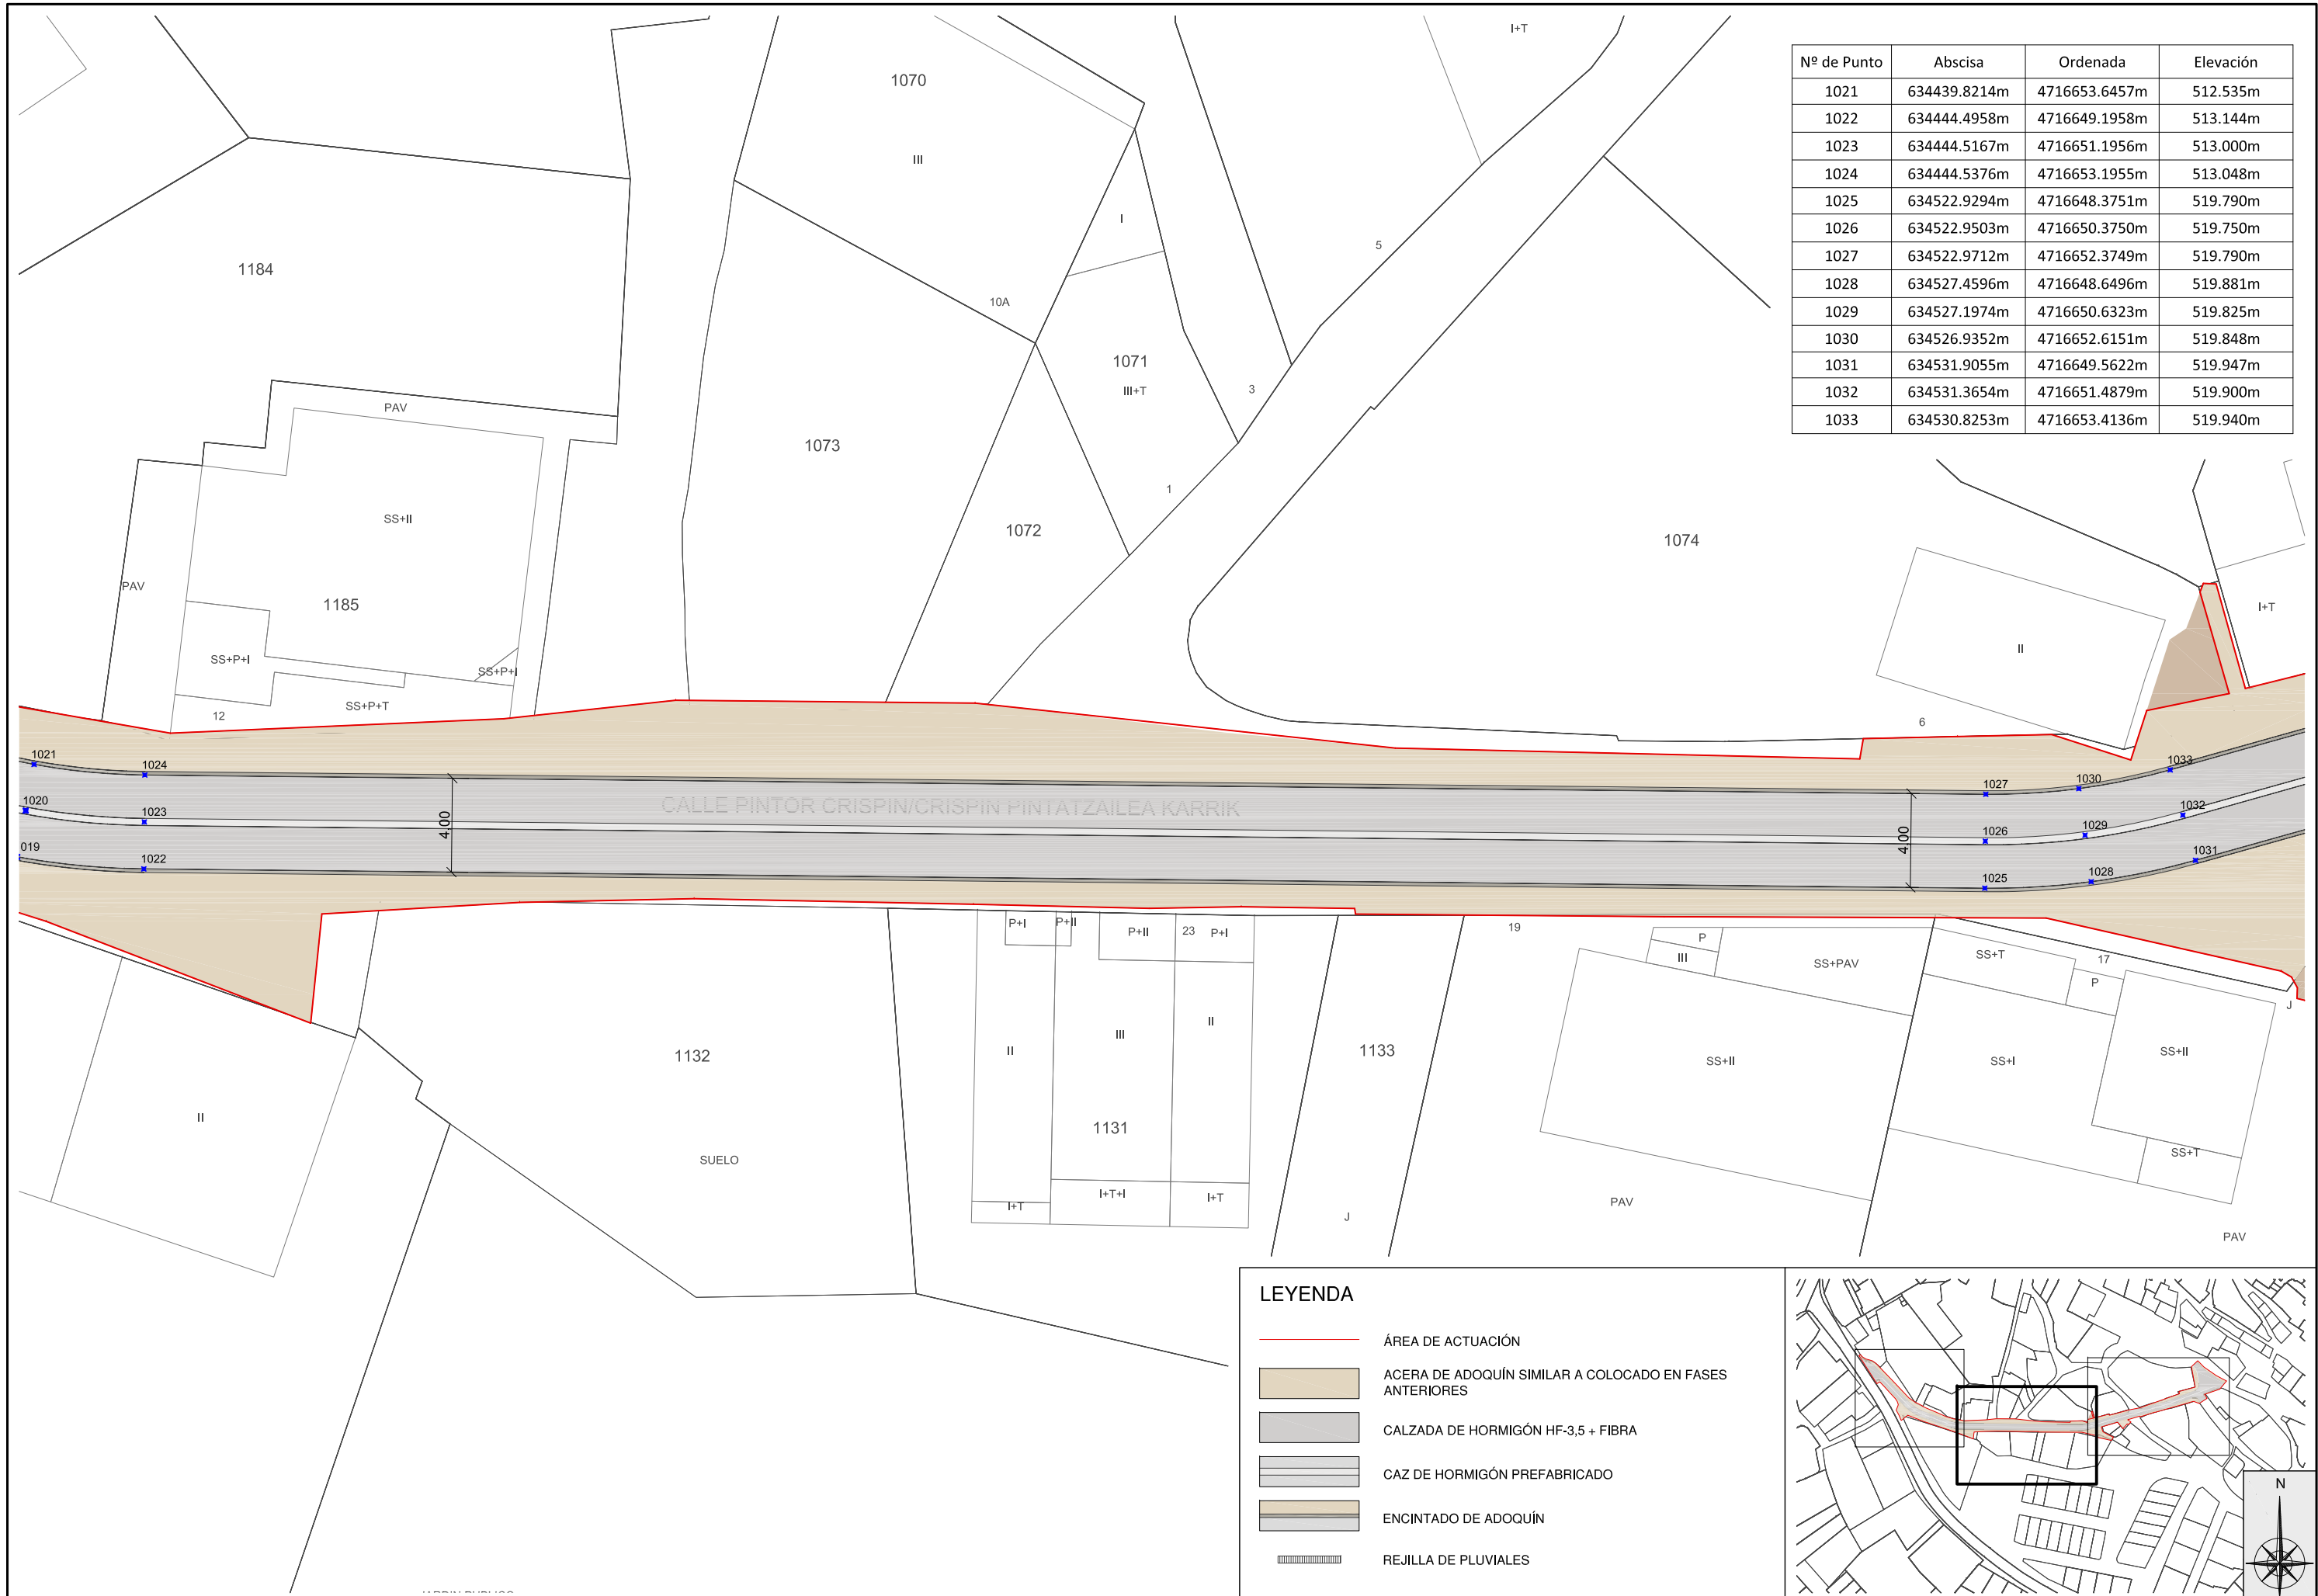 I+T
1070
III
I
1184
5
10A
1071
III+T
3
PAV
1073
1
SS+II
1072
1074
PAV
1185
I+T
SS+P+I
SS+P+I
II
SS+P+T
12
6
Nº de Punto Abscisa Ordenada Elevación
1021 634439.8214m 4716653.6457m 512.535m
1022 634444.4958m 4716649.1958m 513.144m
1023 634444.5167m 4716651.1956m 513.000m
1024 634444.5376m 4716653.1955m 513.048m
1025 634522.9294m 4716648.3751m 519.790m
1026 634522.9503m 4716650.3750m 519.750m
1027 634522.9712m 4716652.3749m 519.790m
1028 634527.4596m 4716648.6496m 519.881m
1029 634527.1974m 4716650.6323m 519.825m
1030 634526.9352m 4716652.6151m 519.848m
1031 634531.9055m 4716649.5622m 519.947m
1032 634531.3654m 4716651.4879m 519.900m
1033 634530.8253m 4716653.4136m 519.940m
1021
1024
1033
1030
1027
1020
1023
CALLE PINTOR CRISPIN/CRISPIN PINTATZAILEA KARRIK
4.00
4.00
1032
1029
1026
019
1022
1031
1028
1025
P+I
P+II
P+II
23
P+I
19
P
III
SS+PAV
SS+T
17
P
J
II
III
II
1132
1133
SS+II
SS+I
SS+II
II
1131
SUELO
SS+T
I+T
I+T+I
I+T
J
PAV
PAV
LEYENDA
ÁREA DE ACTUACIÓN
ACERA DE ADOQUÍN SIMILAR A COLOCADO EN FASES
ANTERIORES
CALZADA DE HORMIGÓN HF-3,5 + FIBRA
CAZ DE HORMIGÓN PREFABRICADO
ENCINTADO DE ADOQUÍN
REJILLA DE PLUVIALES
N